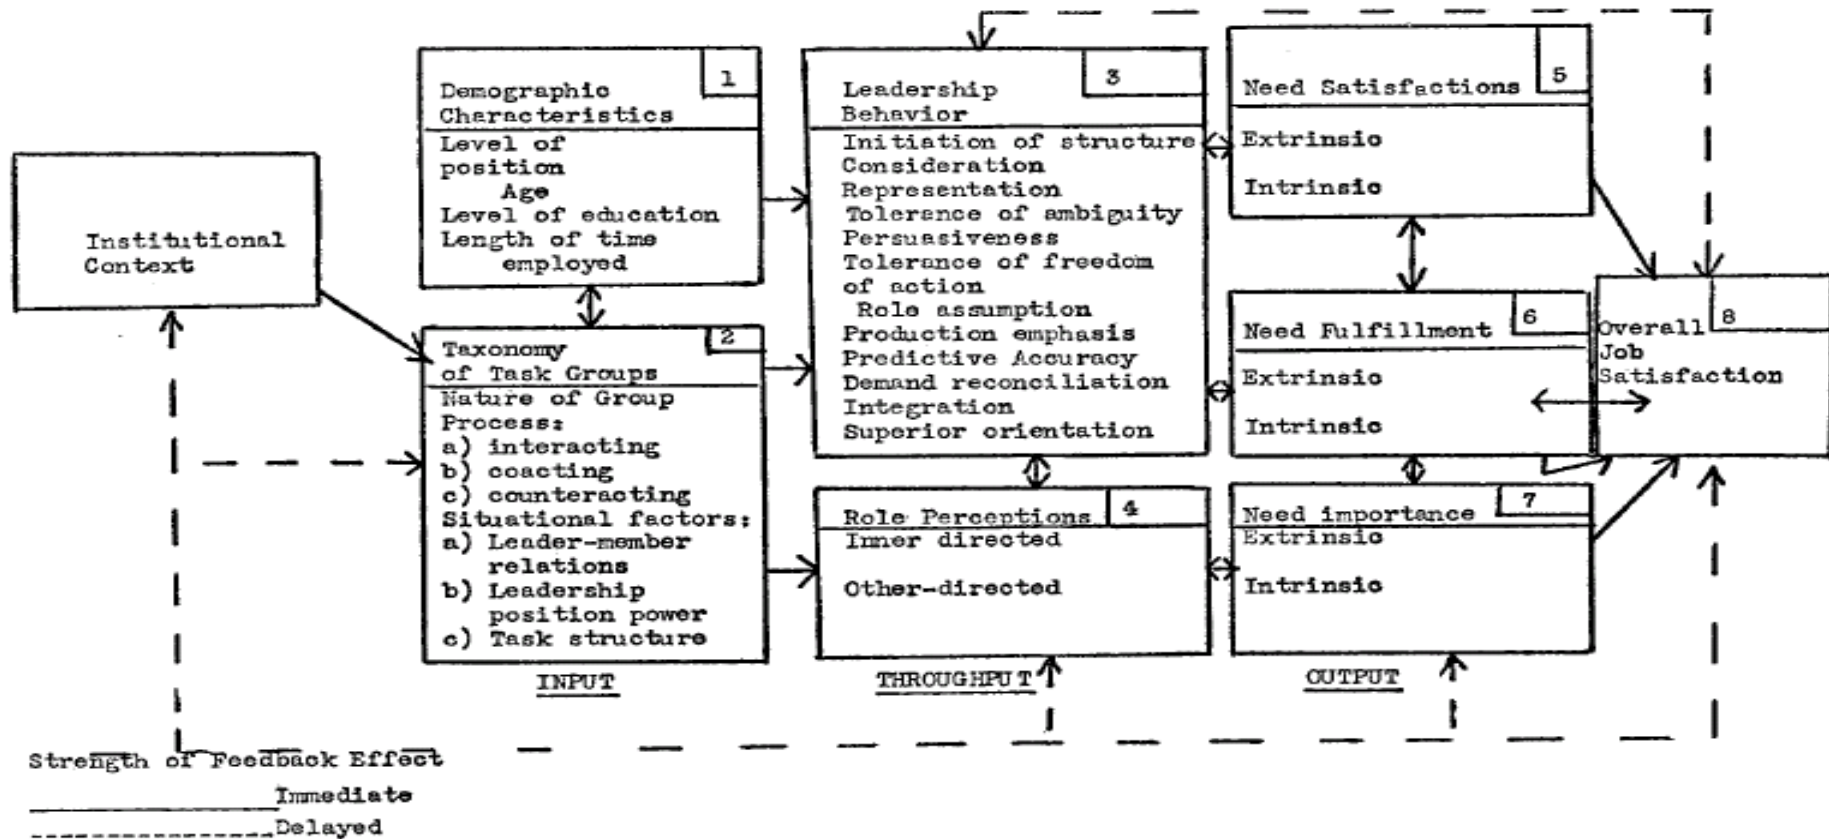 Institutional
Context
1
Demographic
Characteristics
Level of
position
Age
Level of education
Length of time
employed
2
Taxonomy
of Task Groups
Nature of Group
Process:
a) interacting
b) coacting
c) counteracting
Situational factors:
a) Leader-member
relations
b) Leadership
position power
c) Task structure
INPUT
3
Leadership
Behavior
Initiation of structure
Consideration
Representation
Tolerance of ambiguity
Persuasiveness
Tolerance of freedom
of action
Role assumption
Production emphasis
Predictive Accuracy
Demand reconciliation
Integration
Superior orientation
Role Perceptions 4
Inner directed
Other-directed
THROUGHPUT
Need Satisfactions 5
Extrinsic
Intrinsic
Need Fulfillment 6
Extrinsic
Intrinsic
Need importance 7
Extrinsic
Intrinsic
OUTPUT
Overall 8
Job
Satisfaction
Strength of Feedback Effect
Immediate
Delayed